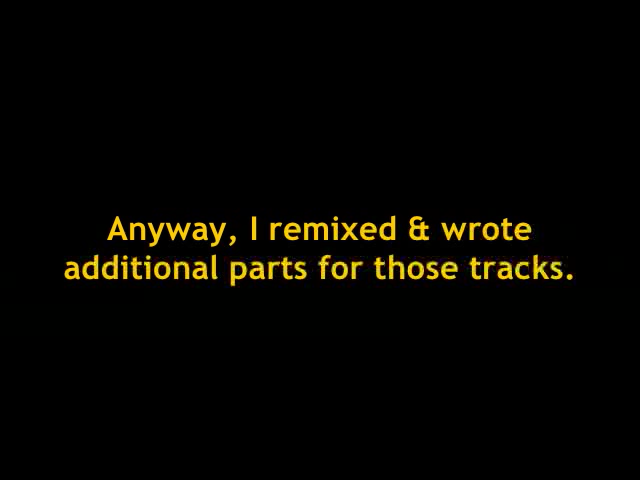 Anyway, I remixed & wrote
additional parts for those tracks.